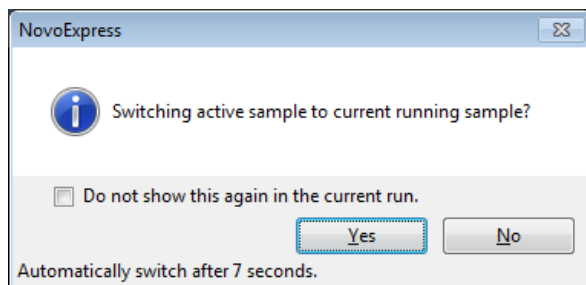 NovoExpress
Switching active sample to current running sample?
Do not show this again in the current run.
Yes
No
Automatically switch after 7 seconds.